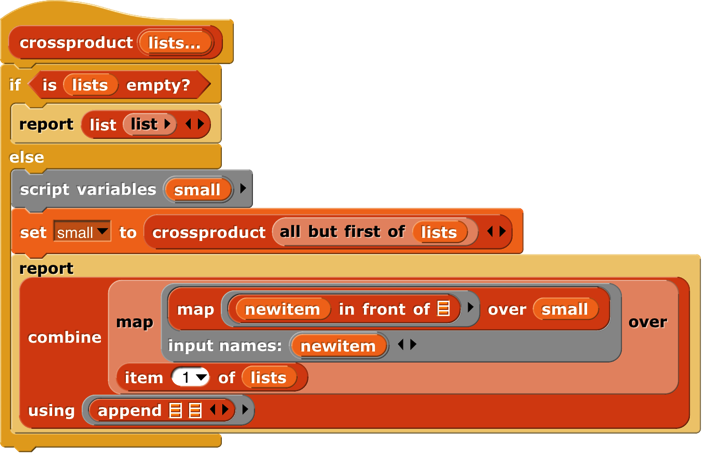 crossproduct lists...
if is lists empty?
report list list
else
script variables small
set small to crossproduct all but first of lists
report
map newitem in front of over small
combine map over
input names: newitem
item 1 of lists
using append